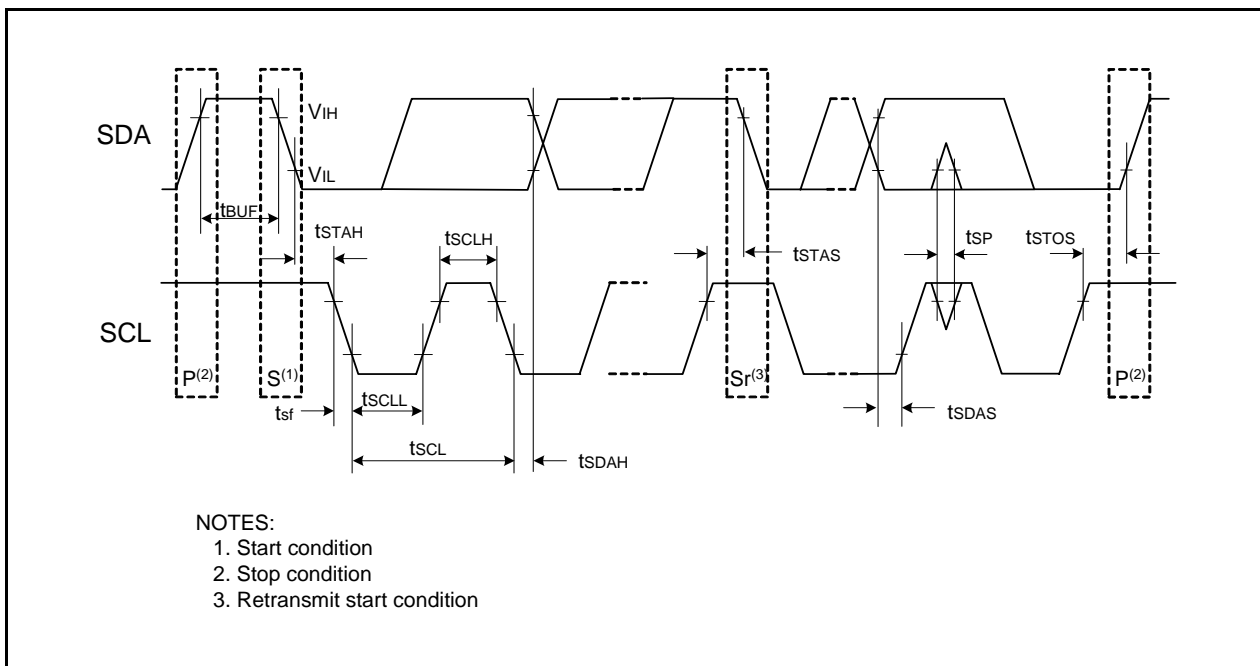 SDA
VIH
VIL
tBUF
tSTAH
tSCLH
tSTAS
tSP
tSTOS
SCL
P(2)
S(1)
Sr(3)
P(2)
tsf
tSCLL
tSCL
tSDAH
tSDAS
NOTES:
1. Start condition
2. Stop condition
3. Retransmit start condition